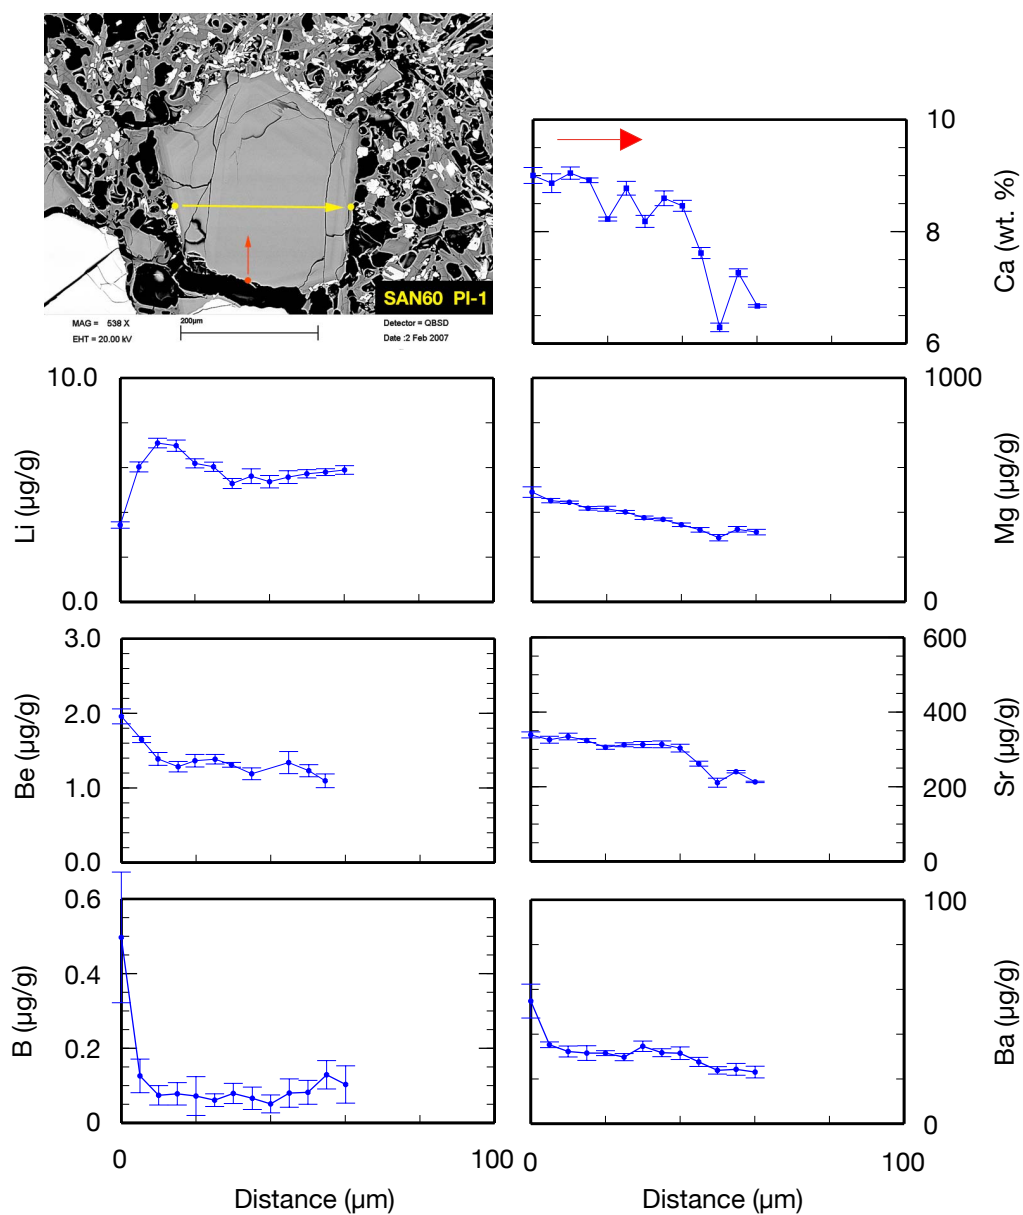 SAN60 Pl-1
MAG = 538 X
200µm
Detector = QBSD
EHT = 20.00 kV
Date :2 Feb 2007
10
8
6
Ca (wt. %)
10.0
0.0
Li (µg/g)
1000
0
Mg (µg/g)
3.0
2.0
1.0
0.0
Be (µg/g)
600
400
200
0
Sr (µg/g)
0.6
0.4
0.2
0
B (µg/g)
100
0
Ba (µg/g)
0
100
Distance (µm)
0
100
Distance (µm)